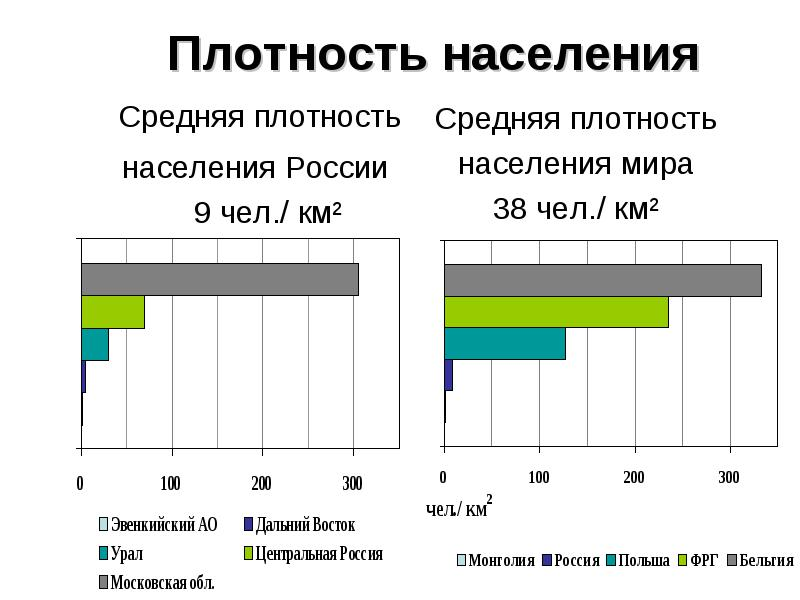 Плотность населения
Средняя плотность
населения России
9 чел./ км²
Средняя плотность
населения мира
38 чел./ км²
0 100 200 300
Эвенкийский АО Дальний Восток
Урал Центральная Россия
Московская обл.
0 100 200 300
чел./ км²
Монголия Россия Польша ФРГ Бельгия